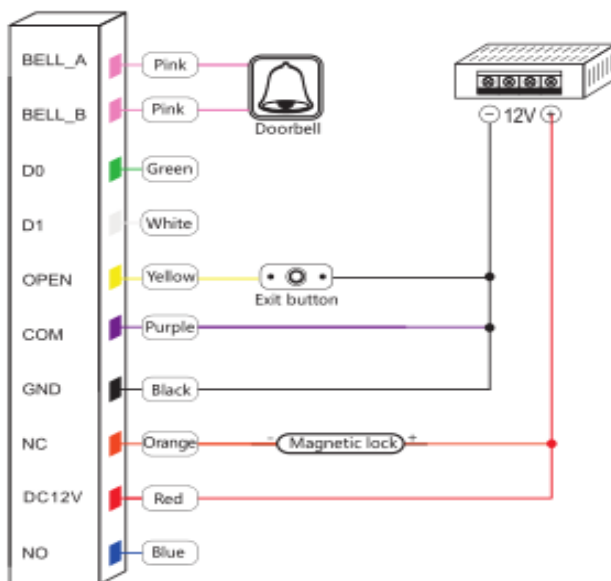 BELL_A Pink
BELL_B Pink
Doorbell
− 12V +
D0 Green
D1 White
OPEN Yellow
Exit button
COM Purple
GND Black
NC Orange - Magnetic lock +
DC12V Red
NO Blue